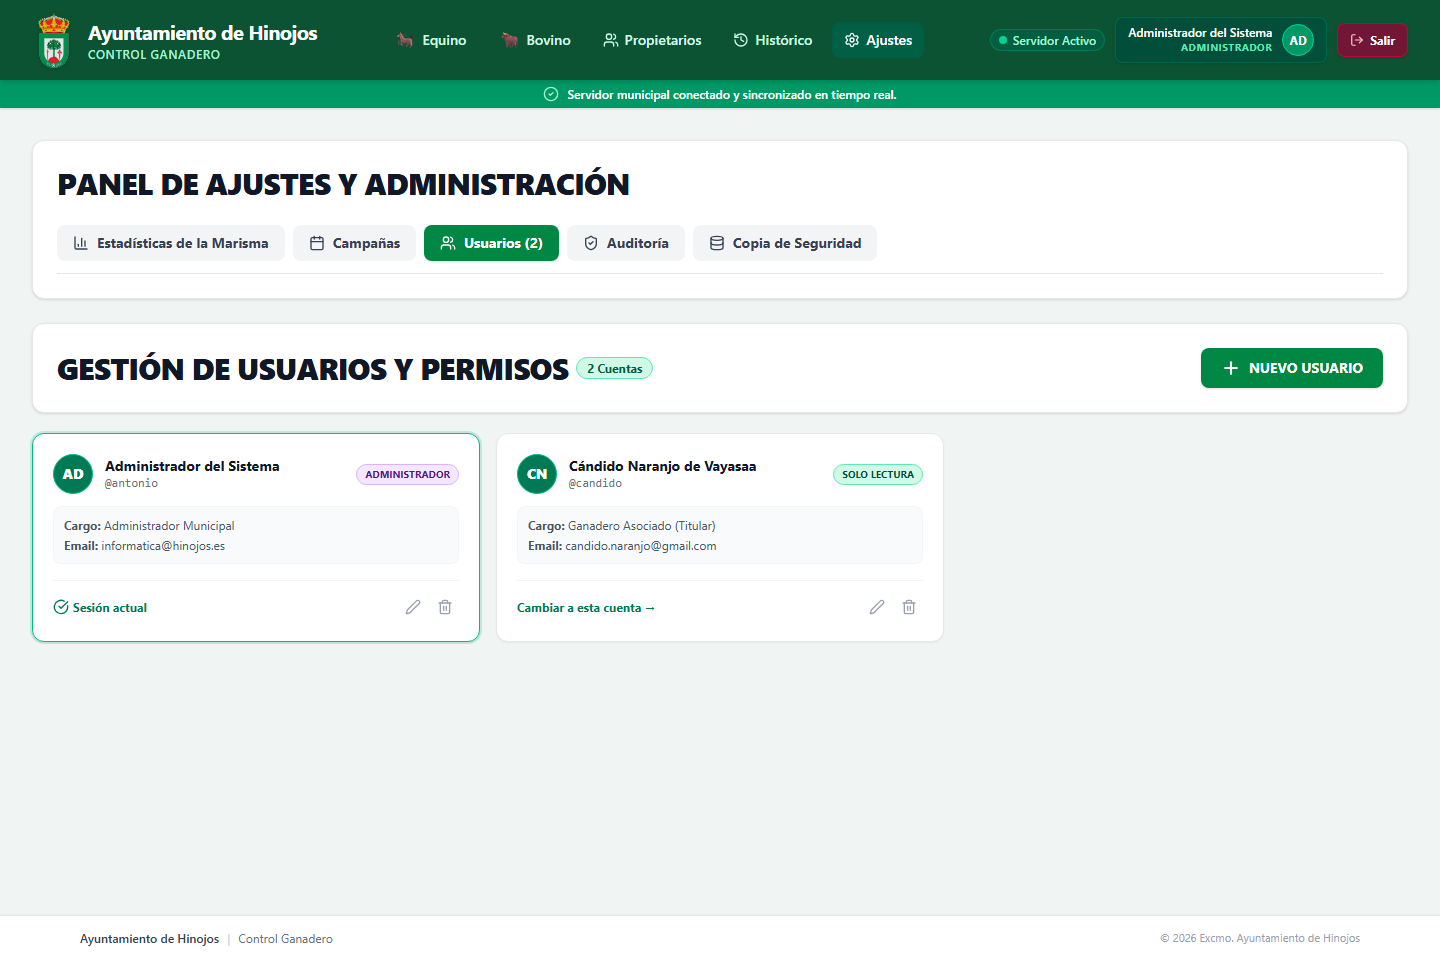 Ayuntamiento de Hinojos
CONTROL GANADERO
Equino
Bovino
Propietarios
Histórico
Ajustes
Servidor Activo
Administrador del Sistema
ADMINISTRADOR
AD
Salir
Servidor municipal conectado y sincronizado en tiempo real.
PANEL DE AJUSTES Y ADMINISTRACIÓN
Estadísticas de la Marisma
Campañas
Usuarios (2)
Auditoría
Copia de Seguridad
GESTIÓN DE USUARIOS Y PERMISOS
2 Cuentas
NUEVO USUARIO
AD
Administrador del Sistema
@antonio
ADMINISTRADOR
Cargo: Administrador Municipal
Email: informatica@hinojos.es
Sesión actual
CN
Cándido Naranjo de Vayasaa
@candido
SOLO LECTURA
Cargo: Ganadero Asociado (Titular)
Email: candido.naranjo@gmail.com
Cambiar a esta cuenta →
Ayuntamiento de Hinojos | Control Ganadero
© 2026 Excmo. Ayuntamiento de Hinojos